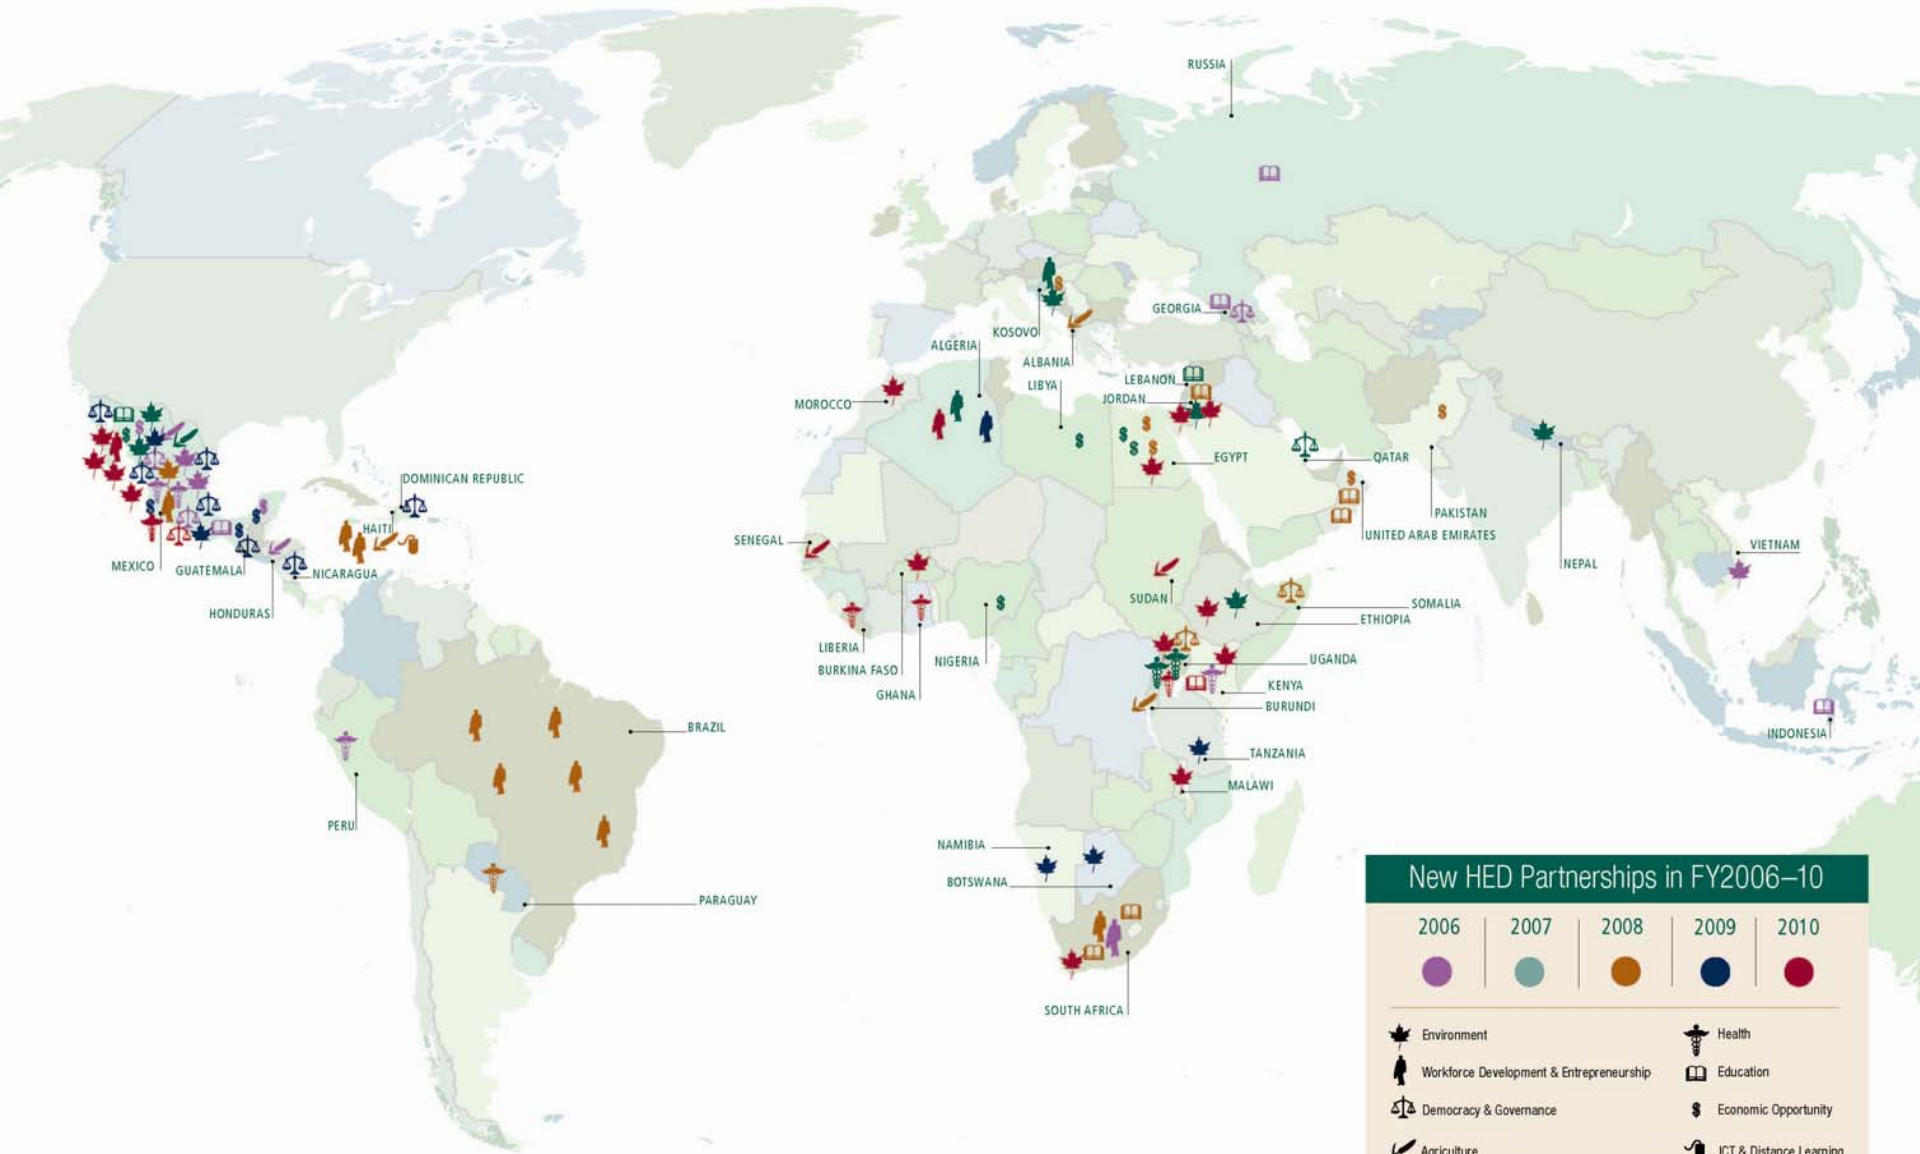 RUSSIA
GEORGIA
KOSOVO
ALGERIA
ALBANIA
LIBYA
LEBANON
JORDAN
MOROCCO
EGYPT
QATAR
DOMINICAN REPUBLIC
HAITI
PAKISTAN
UNITED ARAB EMIRATES
SENEGAL
VIETNAM
MEXICO
GUATEMALA
NICARAGUA
NEPAL
HONDURAS
SUDAN
SOMALIA
ETHIOPIA
LIBERIA
BURKINA FASO
NIGERIA
UGANDA
GHANA
KENYA
BURUNDI
BRAZIL
INDONESIA
TANZANIA
MALAWI
PERU
NAMIBIA
BOTSWANA
PARAGUAY
SOUTH AFRICA
New HED Partnerships in FY2006–10
2006 2007 2008 2009 2010
Environment
Health
Workforce Development & Entrepreneurship
Education
Democracy & Governance
$ Economic Opportunity
Agriculture
ICT & Distance Learning